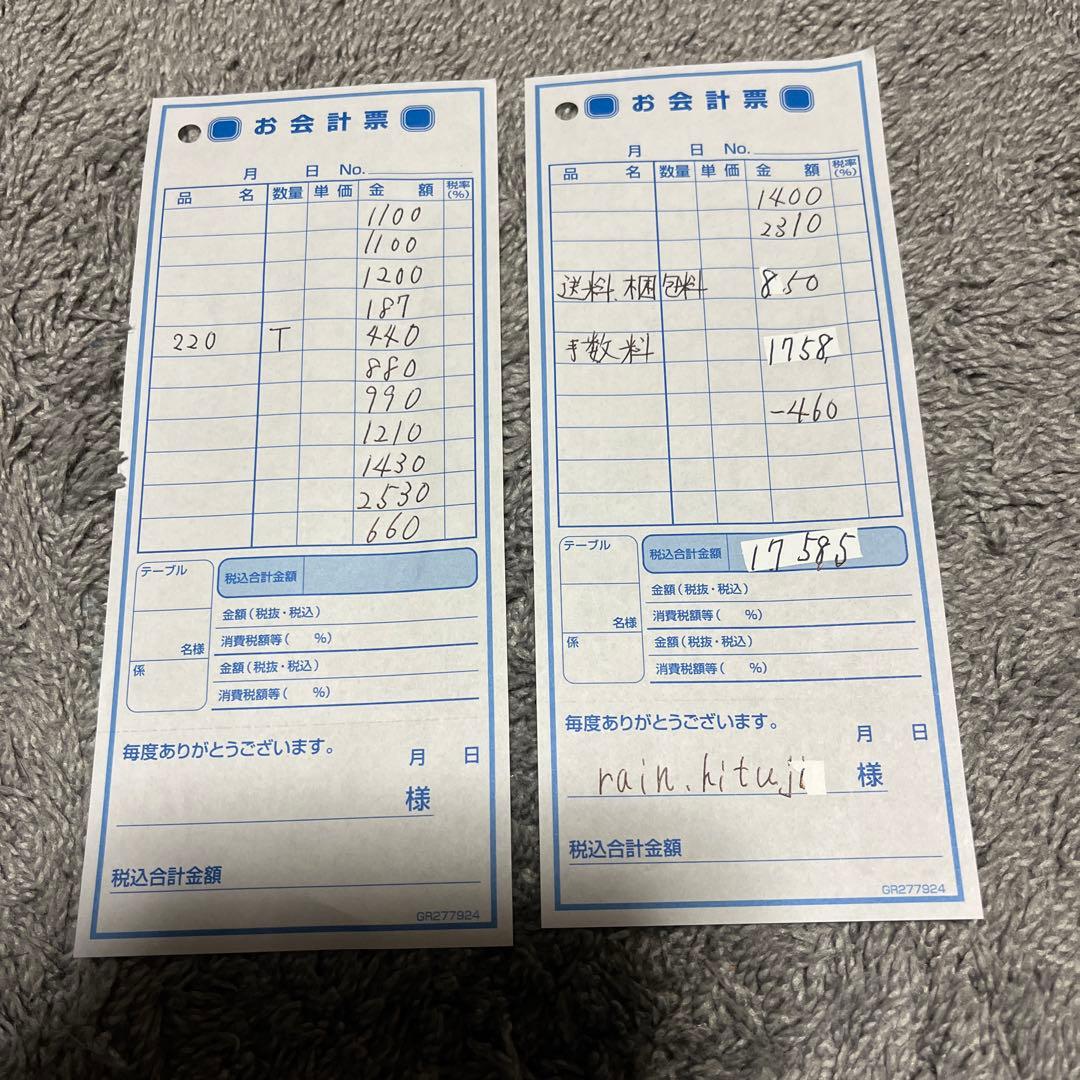 お会計票
月 日 No.
品 名 数量 単価 金 額 税率(%)
1100
1100
1200
187
220 T 440
880
990
1210
1430
2530
660
テーブル
名様
係
税込合計金額
金額(税抜・税込)
消費税額等( %)
金額(税抜・税込)
消費税額等( %)
毎度ありがとうございます。
月 日
様
税込合計金額
GR277924
お会計票
月 日 No.
品 名 数量 単価 金 額 税率(%)
1400
2310
送料、梱包料 850
手数料 1758
-460
テーブル
名様
係
税込合計金額 17585
金額(税抜・税込)
消費税額等( %)
金額(税抜・税込)
消費税額等( %)
毎度ありがとうございます。
月 日
rain.hituji 様
税込合計金額
GR277924